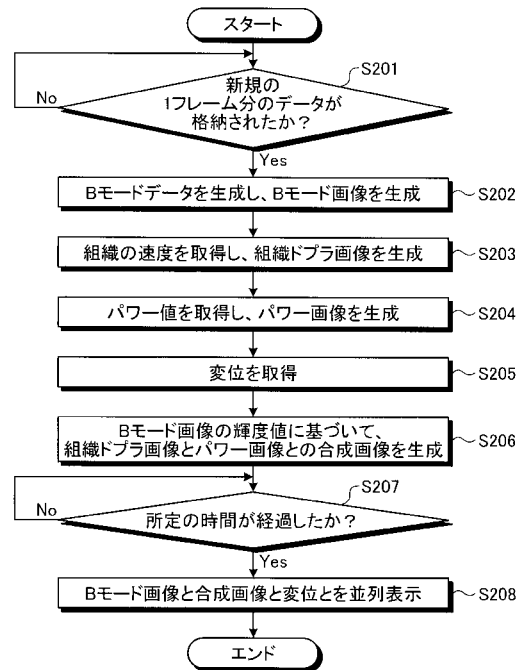 スタート
S201
新規の
1フレーム分のデータが
格納されたか？
No
Yes
Bモードデータを生成し、Bモード画像を生成
S202
組織の速度を取得し、組織ドプラ画像を生成
S203
パワー値を取得し、パワー画像を生成
S204
変位を取得
S205
Bモード画像の輝度値に基づいて、
組織ドプラ画像とパワー画像との合成画像を生成
S206
S207
所定の時間が経過したか？
No
Yes
Bモード画像と合成画像と変位とを並列表示
S208
エンド